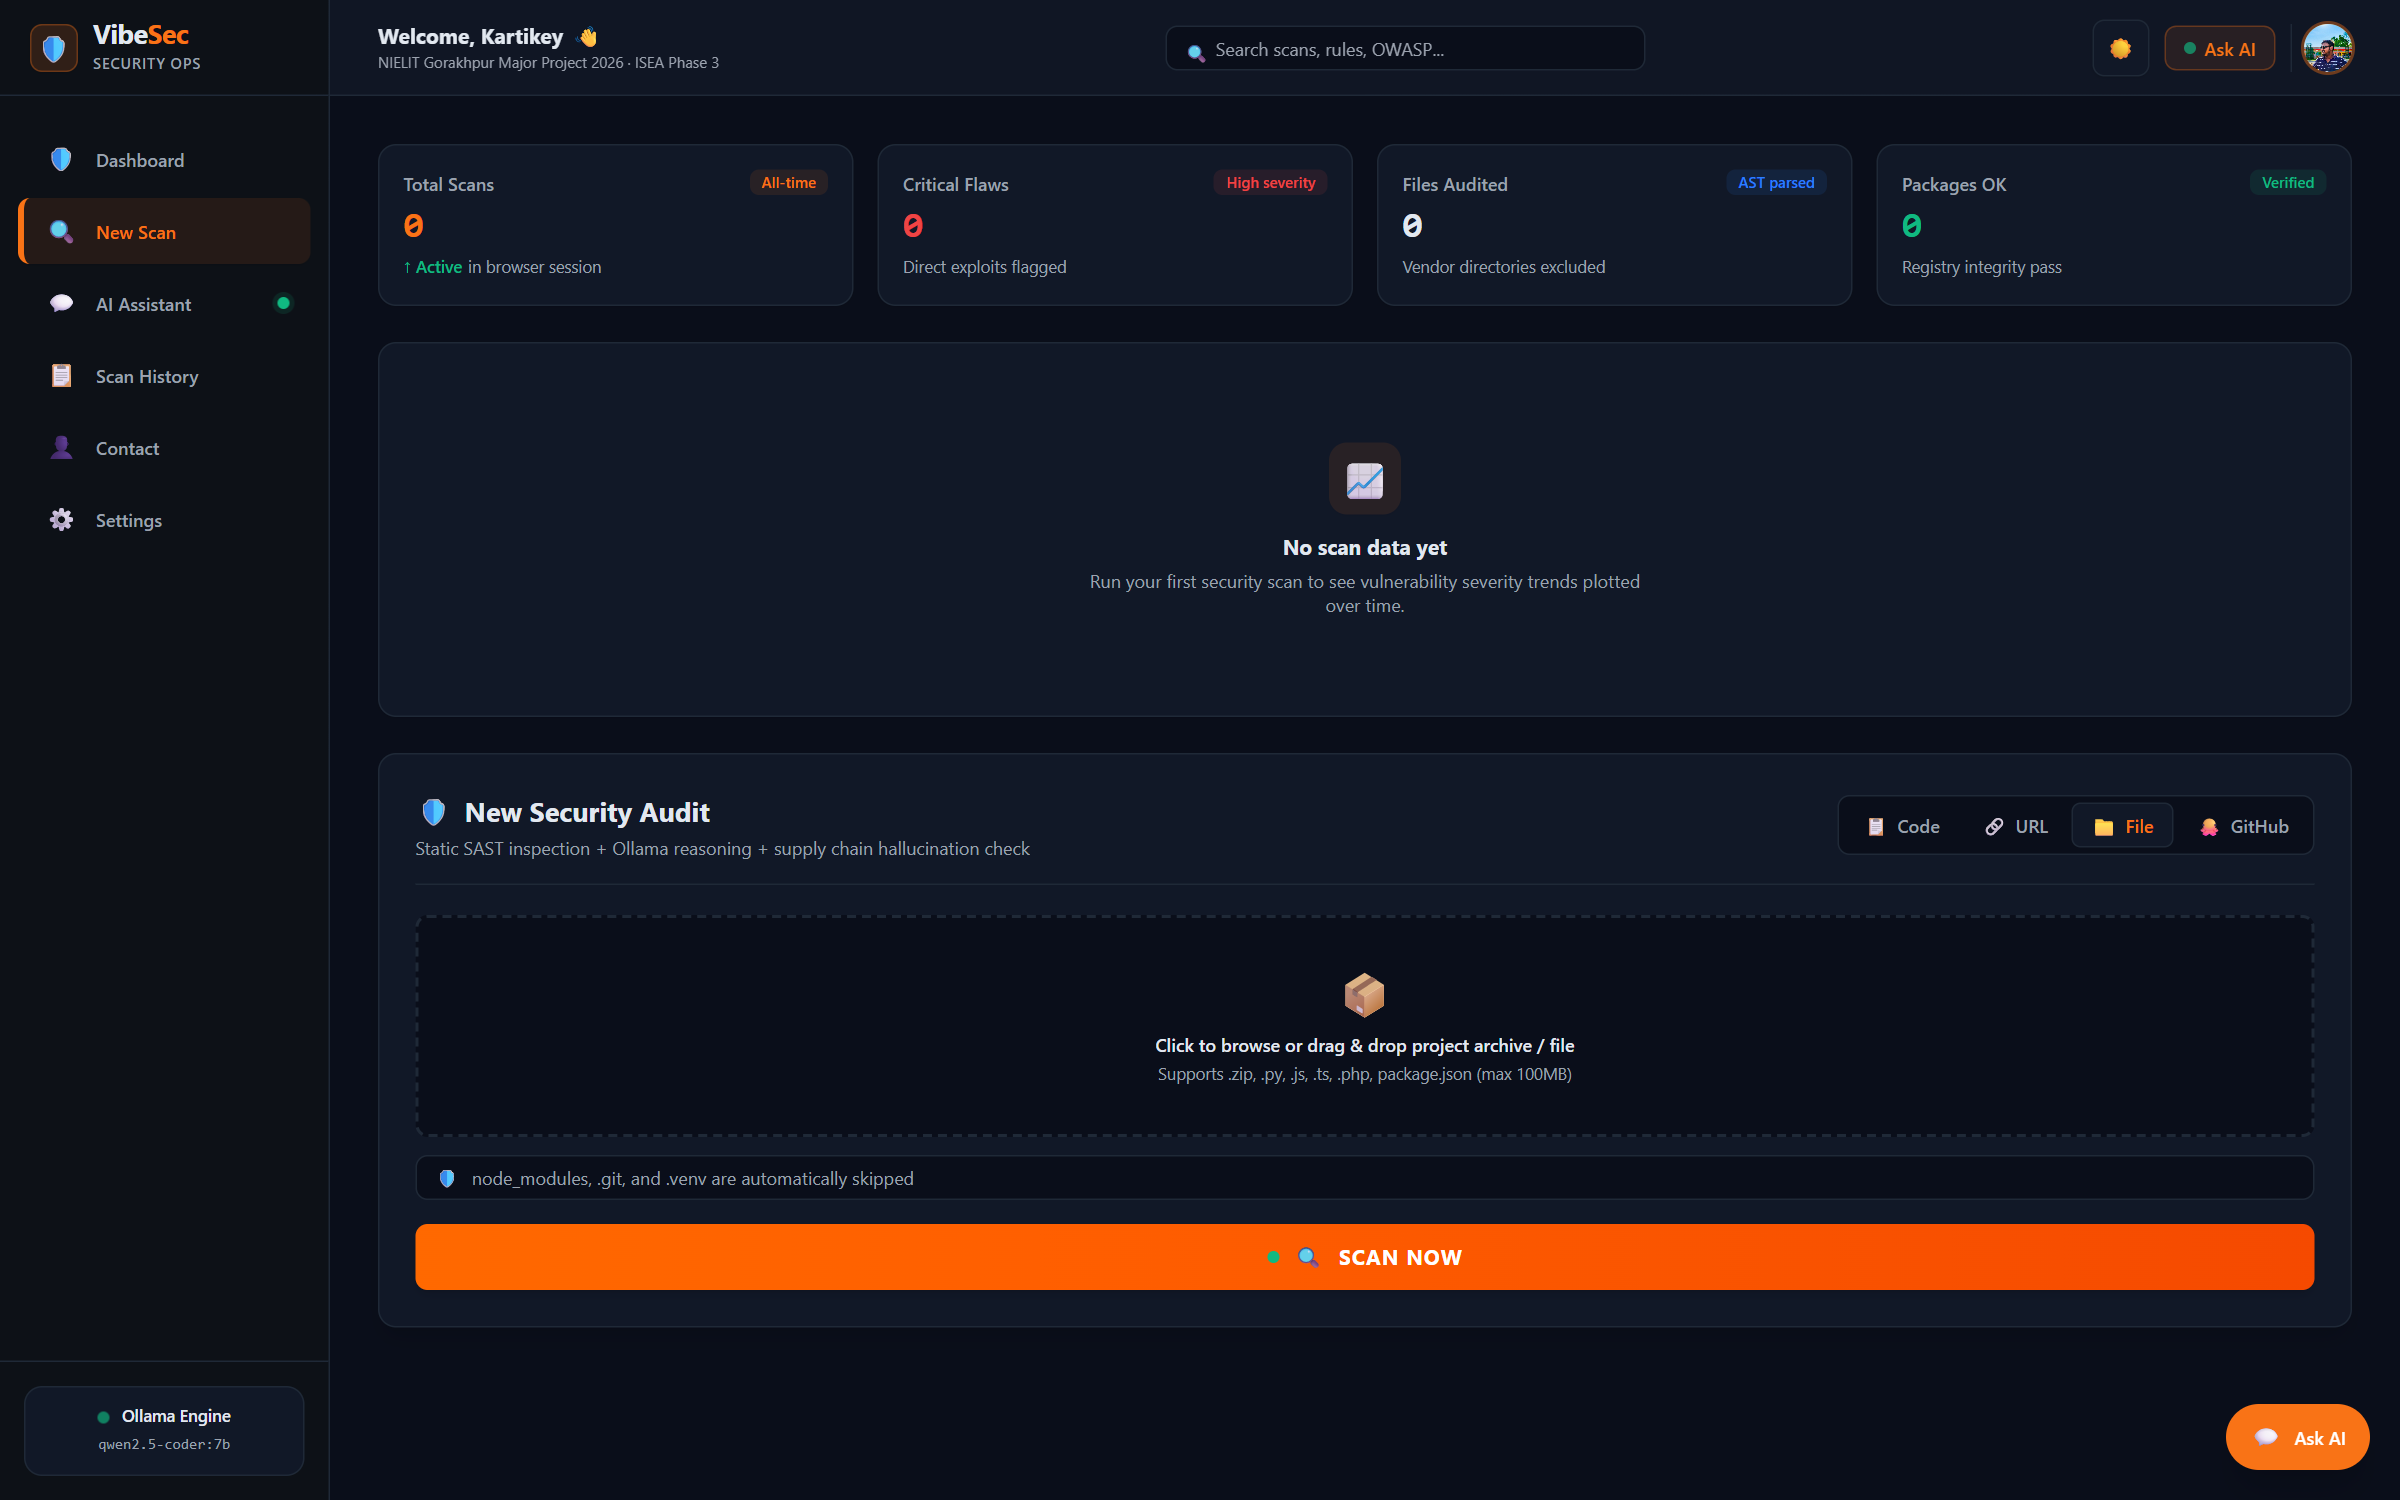 VibeSec
SECURITY OPS
Welcome, Kartikey 👋
NIELIT Gorakhpur Major Project 2026 · ISEA Phase 3
Search scans, rules, OWASP...
Ask AI
Dashboard
New Scan
AI Assistant
Scan History
Contact
Settings
Total Scans
All-time
0
↑ Active in browser session
Critical Flaws
High severity
0
Direct exploits flagged
Files Audited
AST parsed
0
Vendor directories excluded
Packages OK
Verified
0
Registry integrity pass
No scan data yet
Run your first security scan to see vulnerability severity trends plotted
over time.
New Security Audit
Static SAST inspection + Ollama reasoning + supply chain hallucination check
Code
URL
File
GitHub
Click to browse or drag & drop project archive / file
Supports .zip, .py, .js, .ts, .php, package.json (max 100MB)
node_modules, .git, and .venv are automatically skipped
SCAN NOW
Ollama Engine
qwen2.5-coder:7b
Ask AI